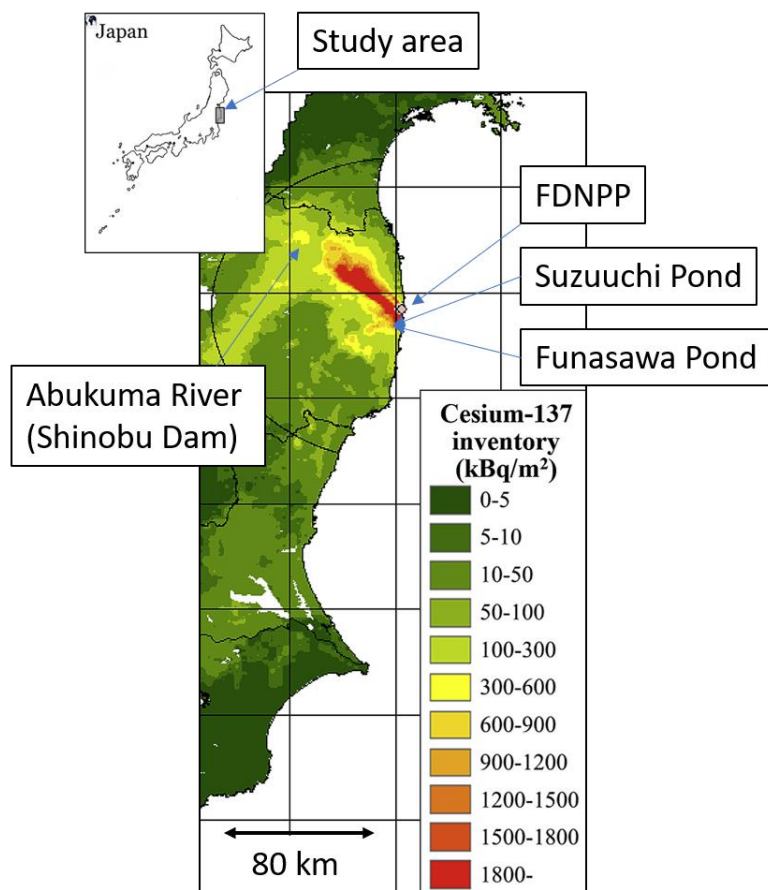 Japan
Study area
FDNPP
Suzuuchi Pond
Funasawa Pond
Abukuma River
(Shinobu Dam)
Cesium-137
inventory
(kBq/m²)
0-5
5-10
10-50
50-100
100-300
300-600
600-900
900-1200
1200-1500
1500-1800
1800-
80 km